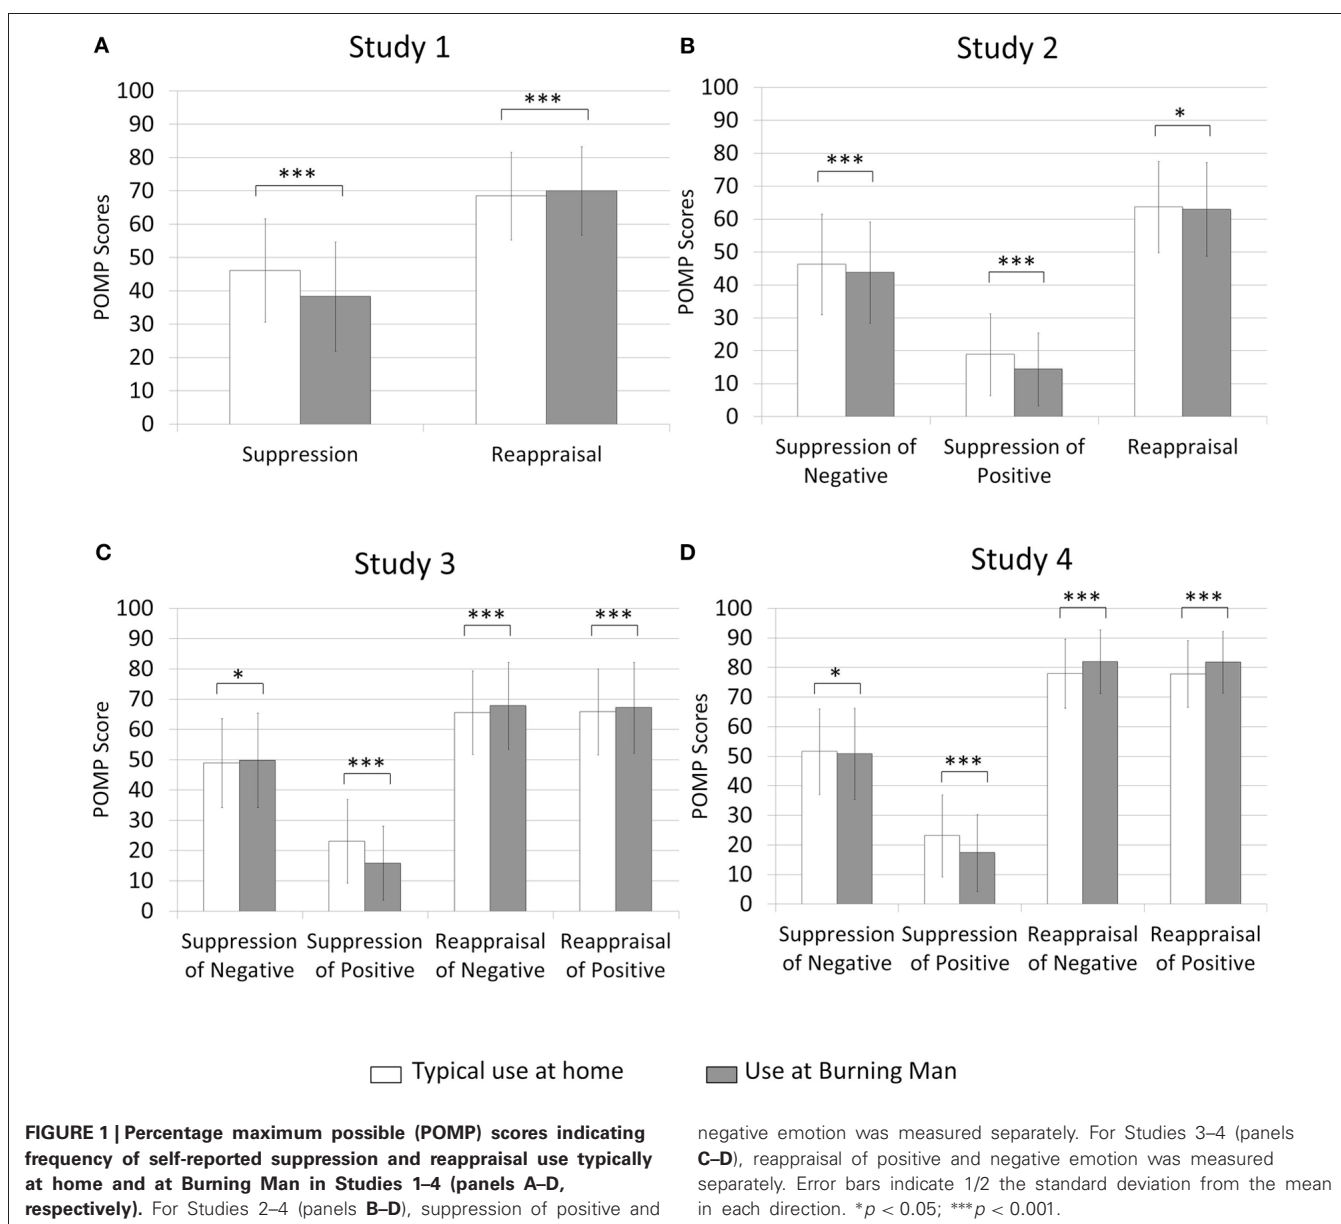 A
Study 1
***
***
100
90
80
70
60
50
40
30
20
10
0
POMP Scores
Suppression
Reappraisal
B
Study 2
***
***
*
100
90
80
70
60
50
40
30
20
10
0
POMP Scores
Suppression of
Negative
Suppression of
Positive
Reappraisal
C
Study 3
*
***
***
***
100
90
80
70
60
50
40
30
20
10
0
POMP Score
Suppression
of Negative
Suppression
of Positive
Reappraisal
of Negative
Reappraisal
of Positive
D
Study 4
*
***
***
***
100
90
80
70
60
50
40
30
20
10
0
POMP Scores
Suppression
of Negative
Suppression
of Positive
Reappraisal
of Negative
Reappraisal
of Positive
Typical use at home
Use at Burning Man
FIGURE 1 | Percentage maximum possible (POMP) scores indicating
frequency of self-reported suppression and reappraisal use typically
at home and at Burning Man in Studies 1–4 (panels A–D,
respectively). For Studies 2–4 (panels B–D), suppression of positive and
negative emotion was measured separately. For Studies 3–4 (panels
C–D), reappraisal of positive and negative emotion was measured
separately. Error bars indicate 1/2 the standard deviation from the mean
in each direction. *p < 0.05; ***p < 0.001.